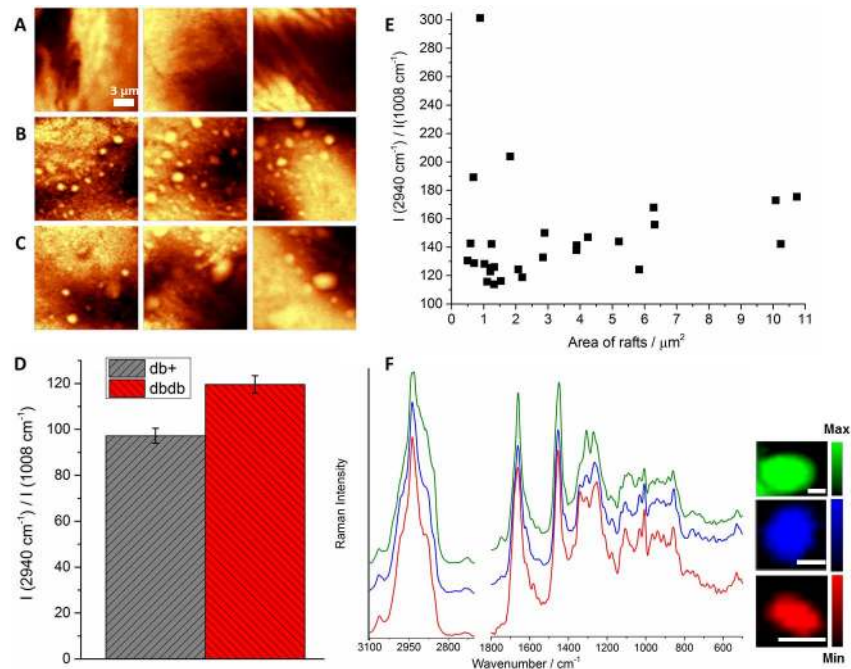 A
3 μm
B
C
E
I (2940 cm⁻¹) / I(1008 cm⁻¹)
300
280
260
240
220
200
180
160
140
120
100
0 1 2 3 4 5 6 7 8 9 10 11
Area of rafts / μm²
D
db+
dbdb
I (2940 cm⁻¹) / I (1008 cm⁻¹)
120
100
80
60
40
20
0
F
Raman Intensity
3100 2950 2800 1800 1600 1400 1200 1000 800 600
Wavenumber / cm⁻¹
Max
Min